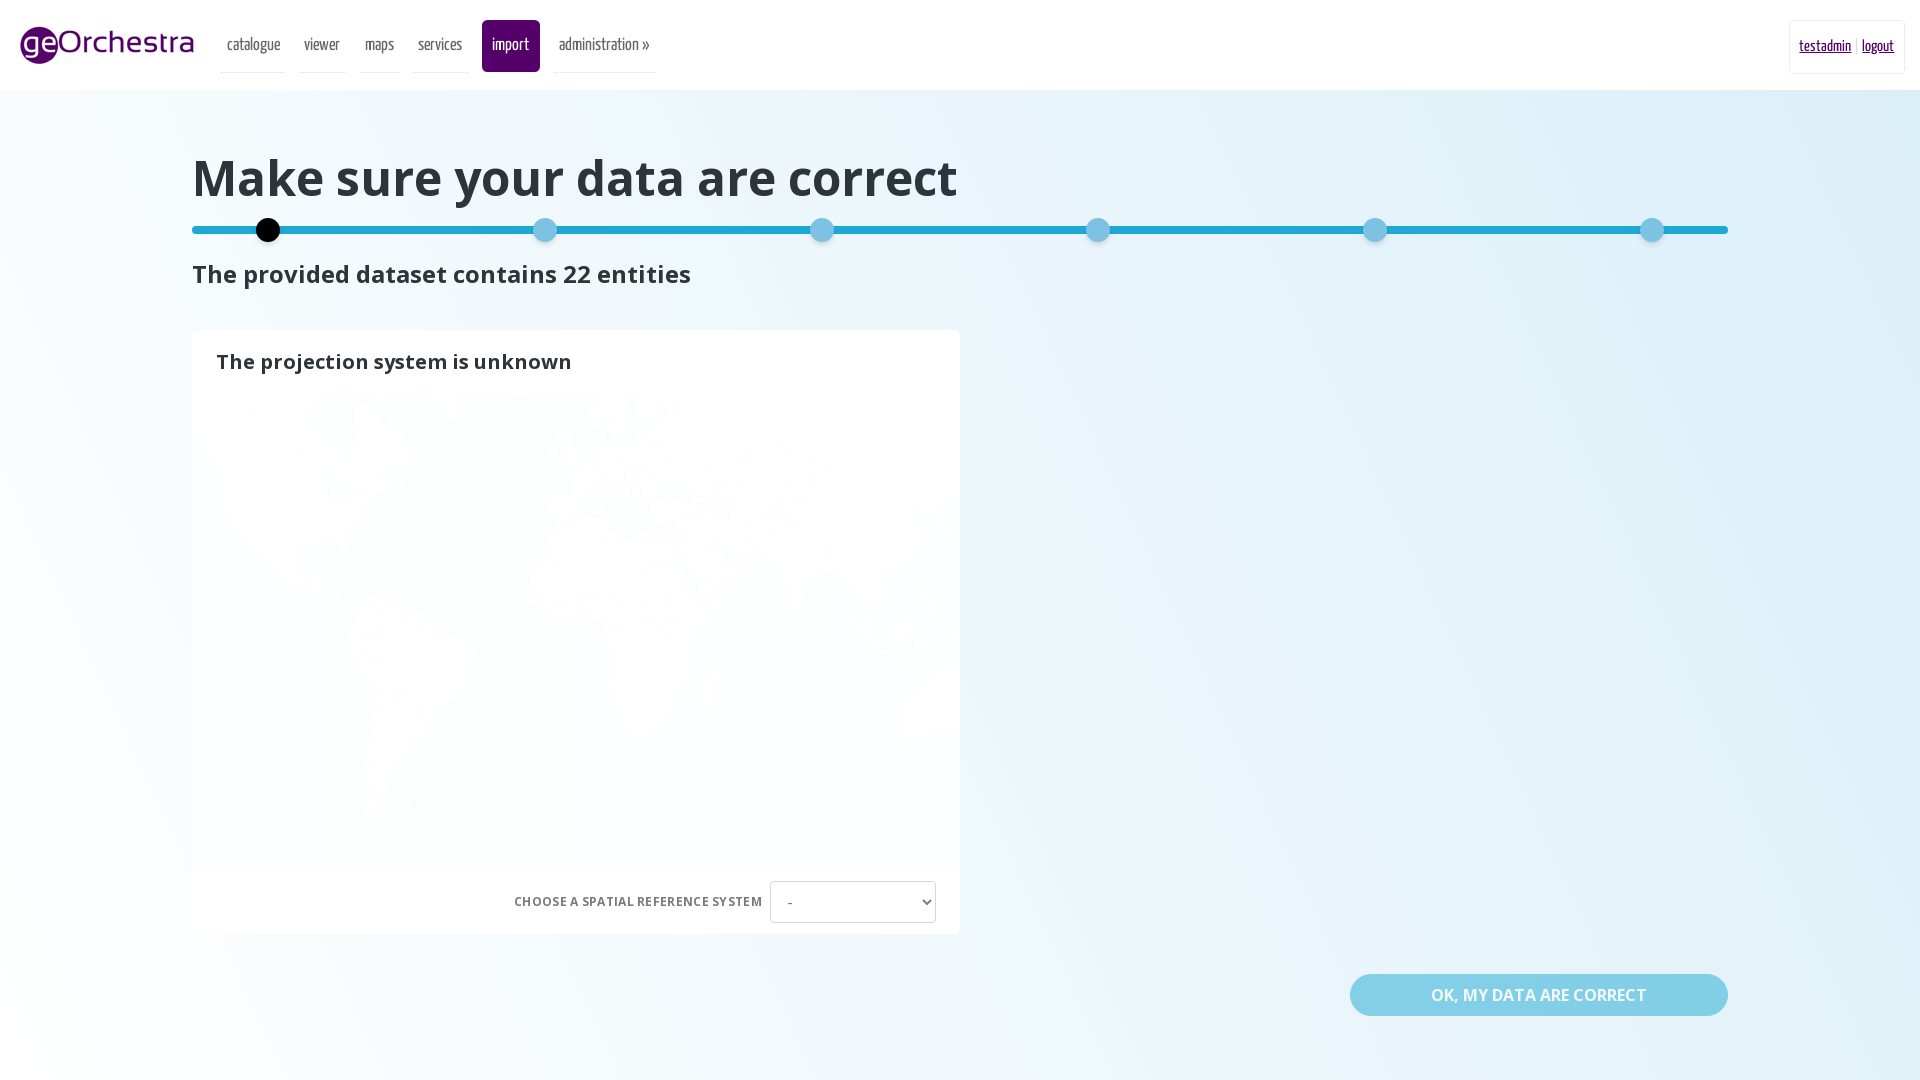 geOrchestra
catalogue
viewer
maps
services
import
administration »
testadmin | logout
Make sure your data are correct
The provided dataset contains 22 entities
The projection system is unknown
CHOOSE A SPATIAL REFERENCE SYSTEM
-
OK, MY DATA ARE CORRECT